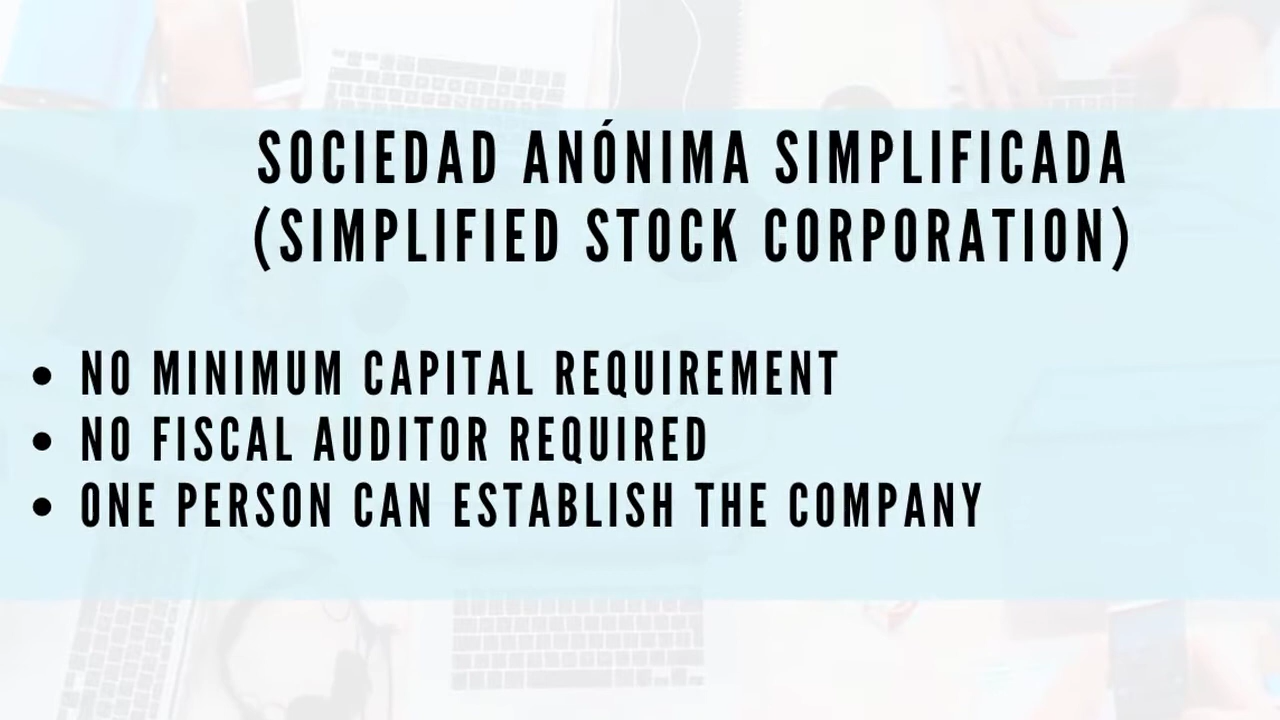 SOCIEDAD ANÓNIMA SIMPLIFICADA
(SIMPLIFIED STOCK CORPORATION)
• NO MINIMUM CAPITAL REQUIREMENT
• NO FISCAL AUDITOR REQUIRED
• ONE PERSON CAN ESTABLISH THE COMPANY